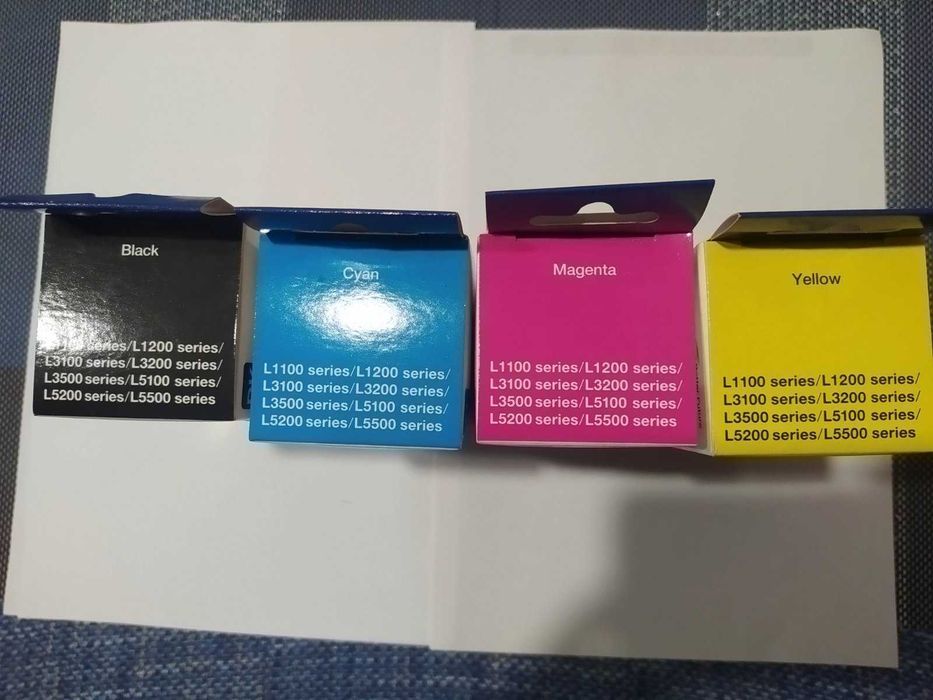 Black
L1100 series/L1200 series/
L3100 series/L3200 series/
L3500 series/L5100 series/
L5200 series/L5500 series
Cyan
L1100 series/L1200 series/
L3100 series/L3200 series/
L3500 series/L5100 series/
L5200 series/L5500 series
Magenta
L1100 series/L1200 series/
L3100 series/L3200 series/
L3500 series/L5100 series/
L5200 series/L5500 series
Yellow
L1100 series/L1200 series/
L3100 series/L3200 series/
L3500 series/L5100 series/
L5200 series/L5500 series